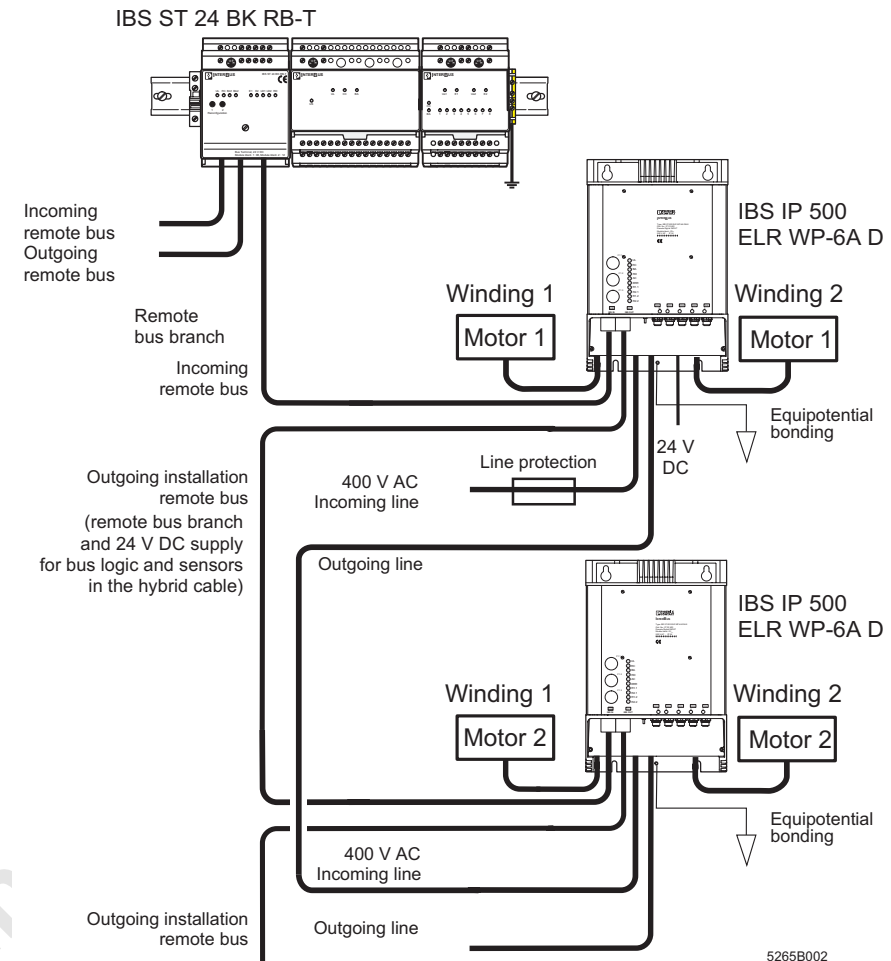 IBS ST 24 BK RB-T
Incoming
remote bus
Outgoing
remote bus
Remote
bus branch
Incoming
remote bus
IBS IP 500
ELR WP-6A D
Winding 1
Motor 1
Winding 2
Motor 1
Equipotential
bonding
24 V
DC
Line protection
400 V AC
Incoming line
Outgoing installation
remote bus
(remote bus branch
and 24 V DC supply
for bus logic and sensors
in the hybrid cable)
Outgoing line
IBS IP 500
ELR WP-6A D
Winding 1
Motor 2
Winding 2
Motor 2
Equipotential
bonding
400 V AC
Incoming line
Outgoing installation
remote bus
Outgoing line
5265B002